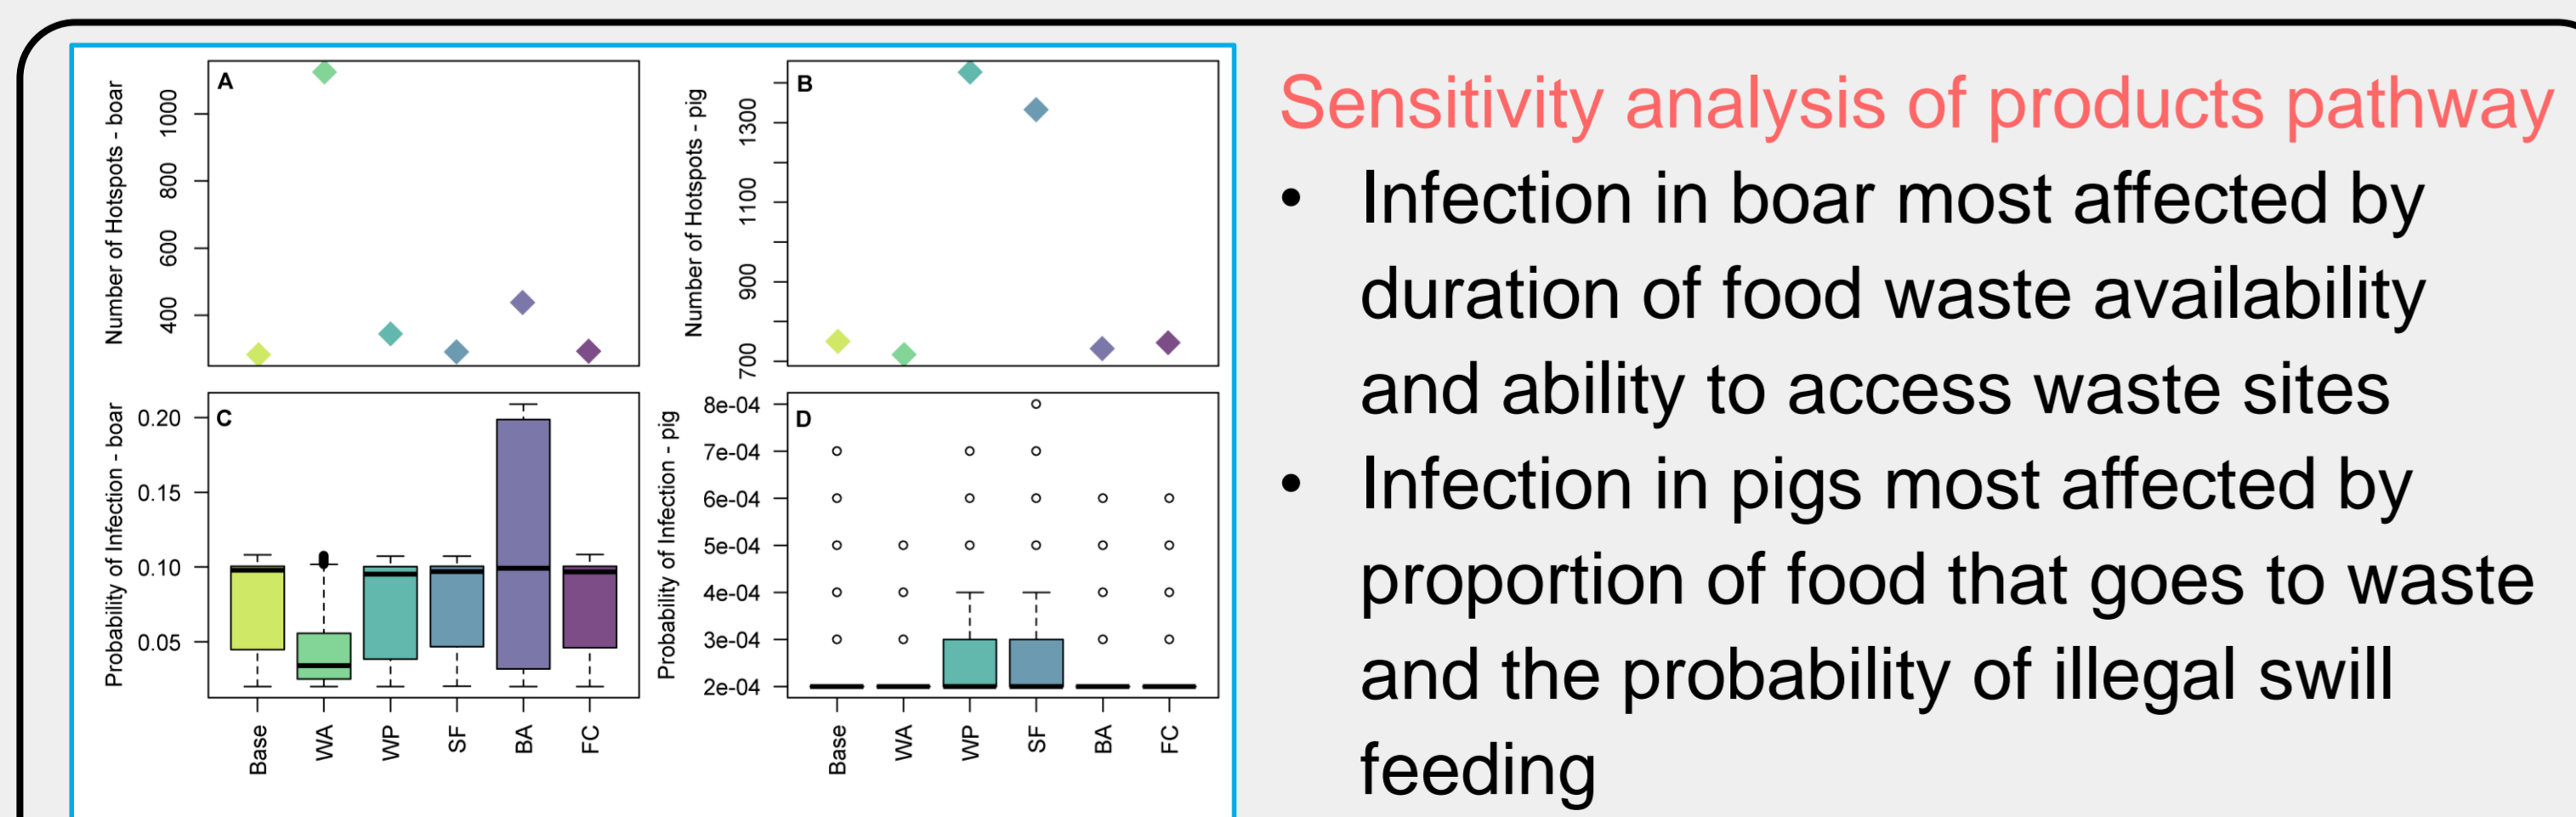 A
Number of Hotspots - boar
1000
800
600
400
B
Number of Hotspots - pig
1300
1100
900
700
C
Probability of Infection - boar
0.20
0.15
0.10
0.05
Base
WA
WP
SF
BA
FC
D
Probability of Infection - pig
8e-04
7e-04
6e-04
5e-04
4e-04
3e-04
2e-04
Base
WA
WP
SF
BA
FC
Sensitivity analysis of products pathway
• Infection in boar most affected by
duration of food waste availability
and ability to access waste sites
• Infection in pigs most affected by
proportion of food that goes to waste
and the probability of illegal swill
feeding